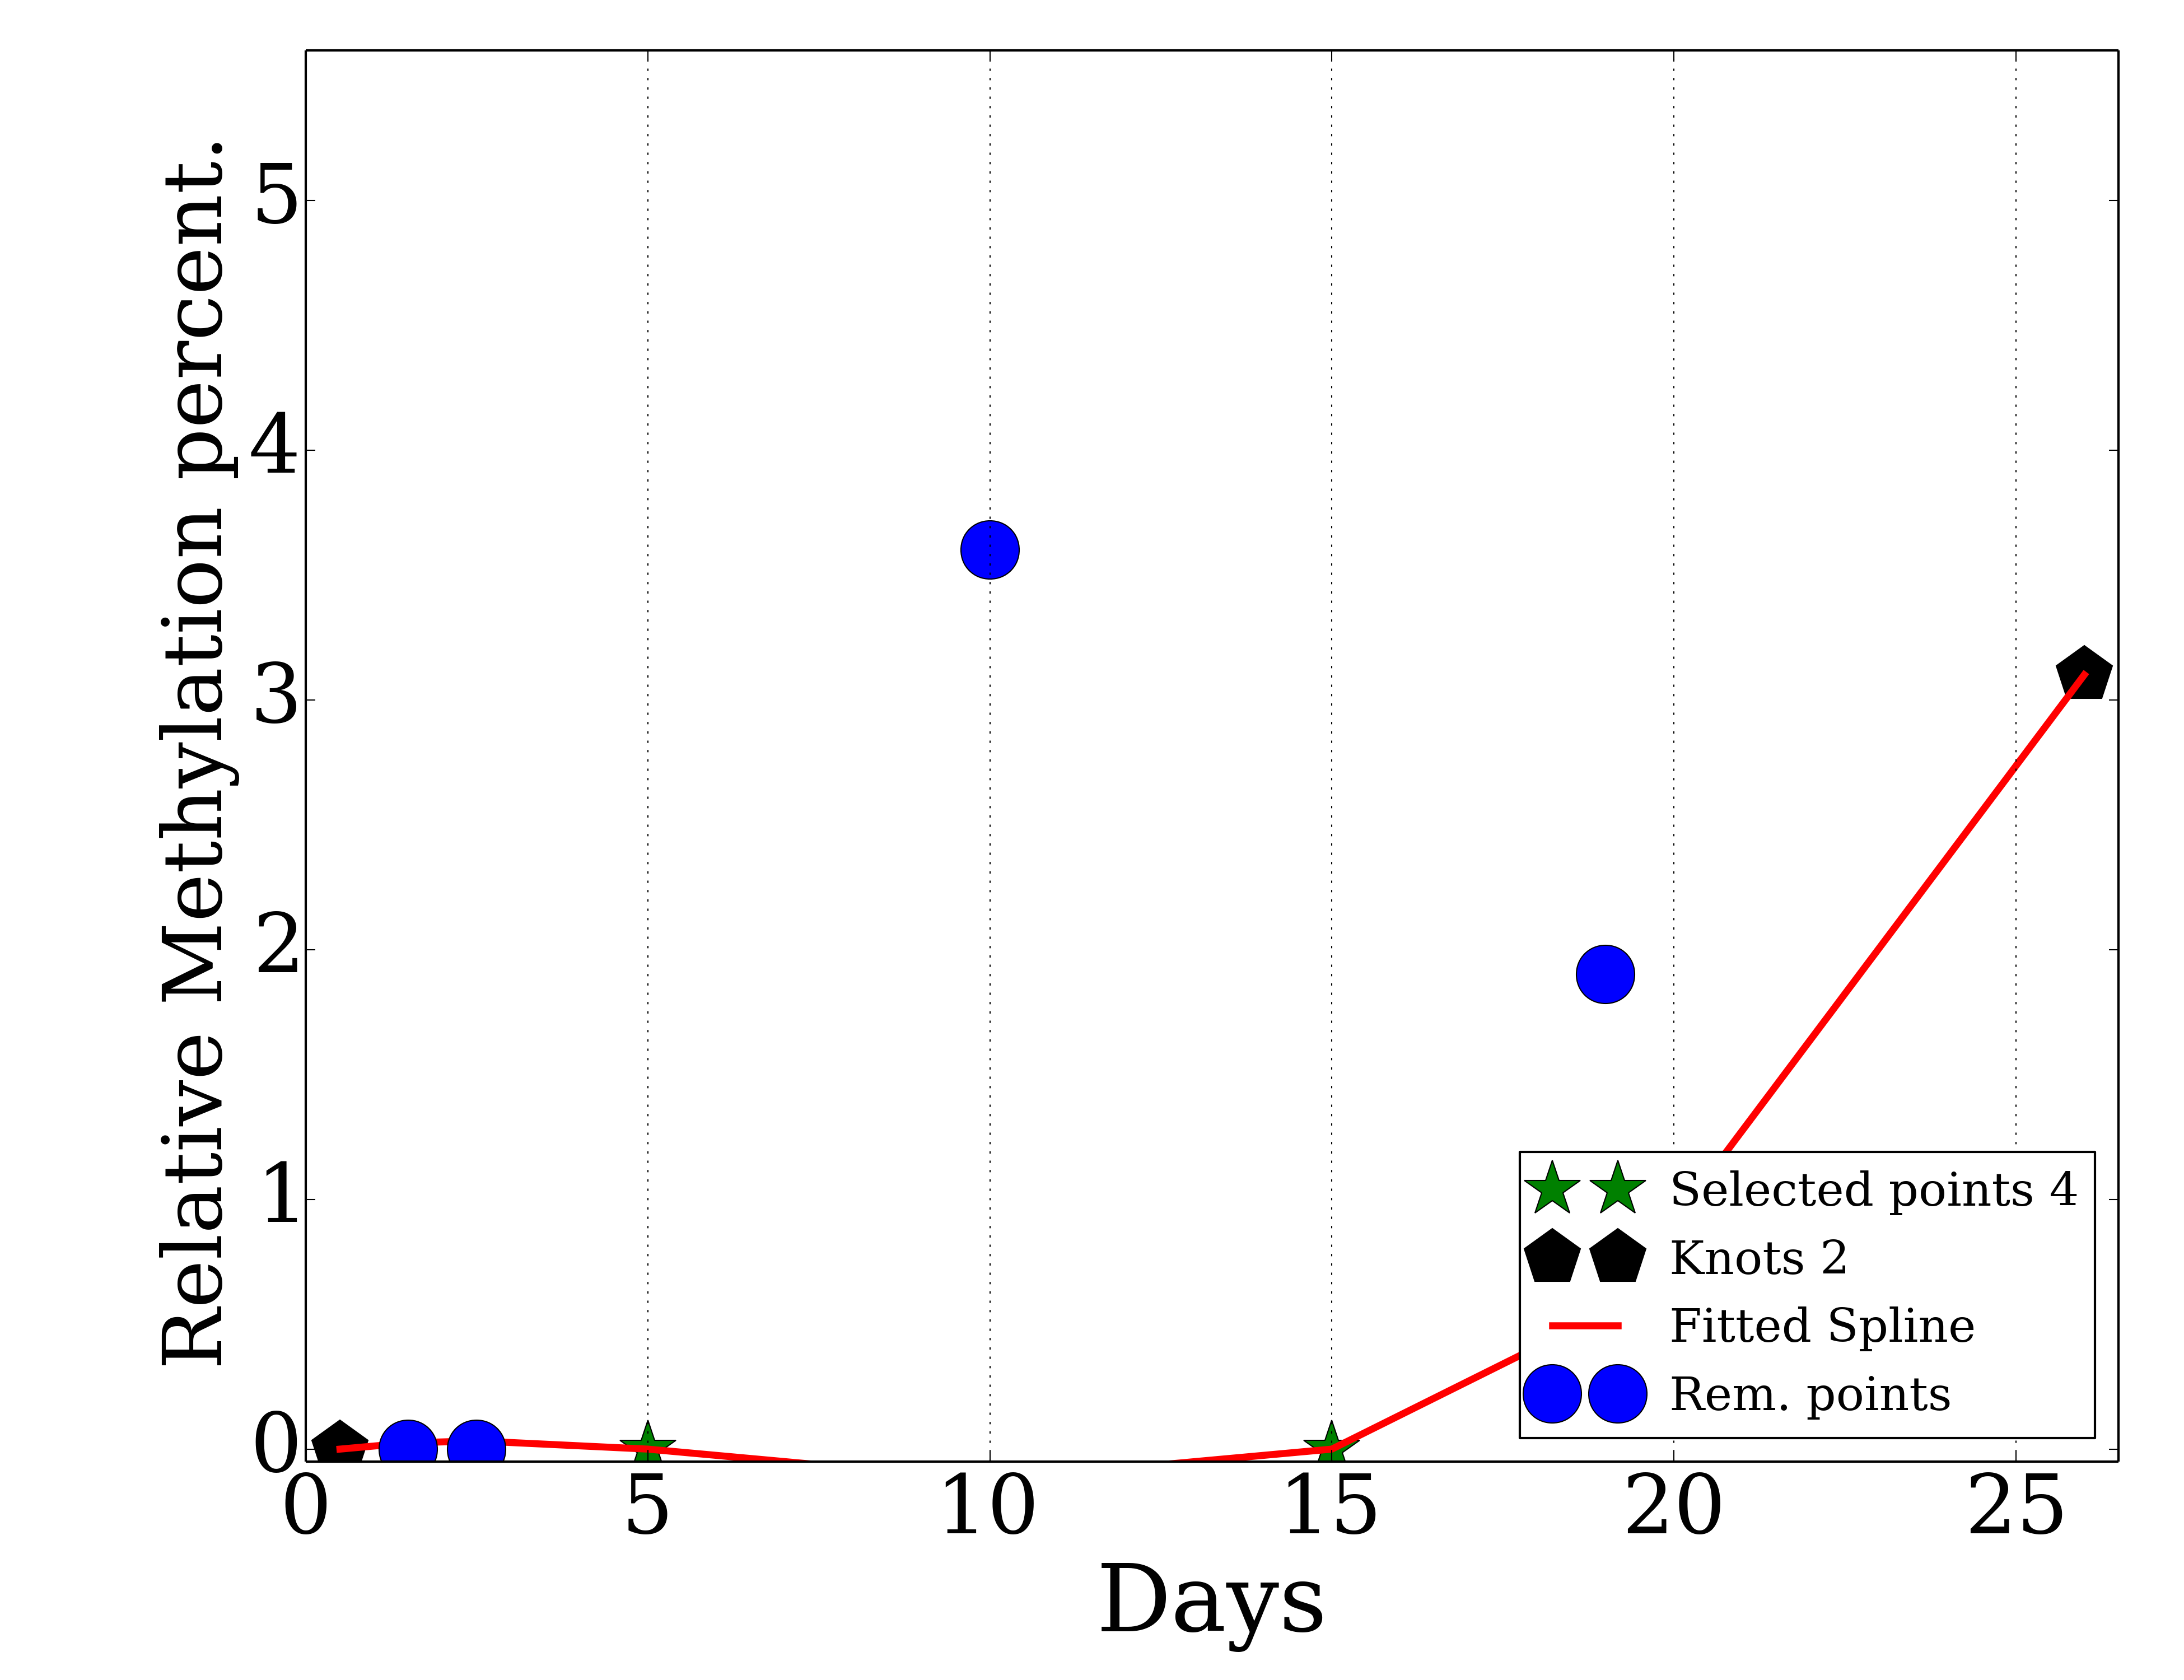 Relative Methylation percent.
5
4
3
2
1
0
0 5 10 15 20 25
Days
Selected points 4
Knots 2
Fitted Spline
Rem. points